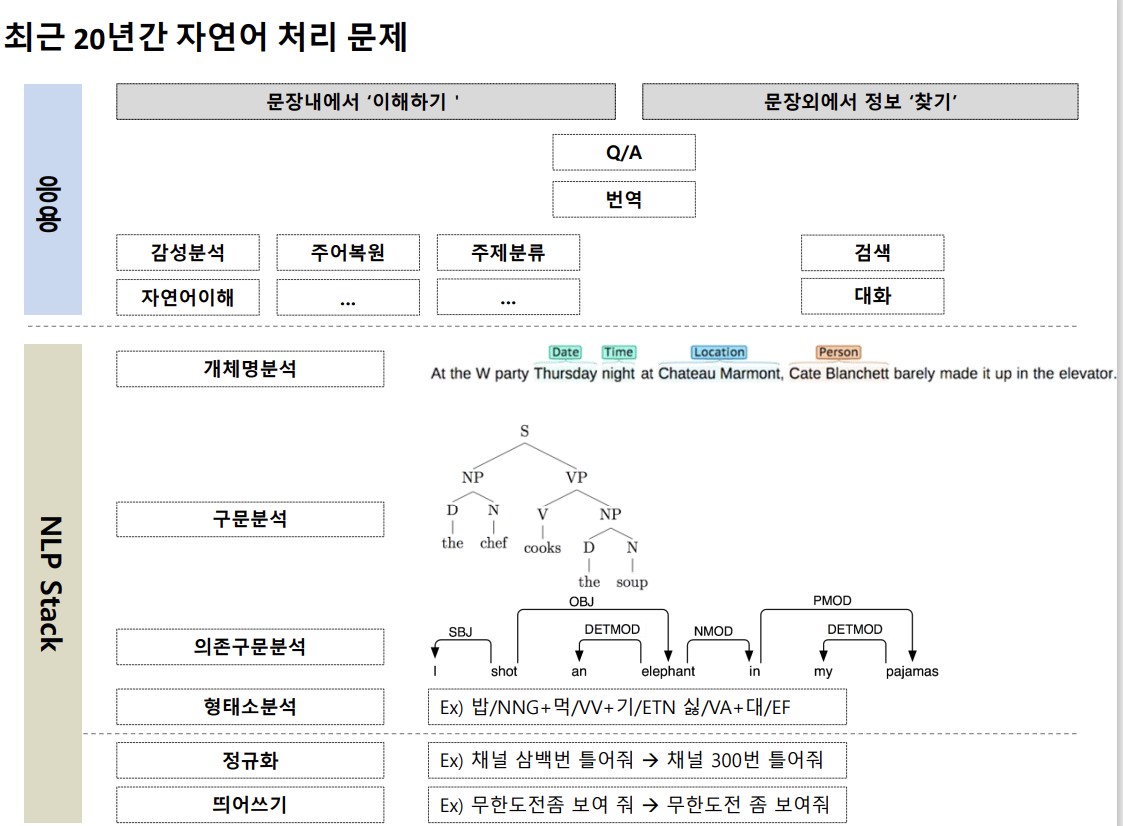 최근 20년간 자연어 처리 문제
문장내에서 ‘이해하기 '
문장외에서 정보 ‘찾기’
응용
Q/A
번역
감성분석
주어복원
주제분류
검색
자연어이해
...
...
대화
NLP Stack
개체명분석
Date Time Location Person
At the W party Thursday night at Chateau Marmont, Cate Blanchett barely made it up in the elevator.
구문분석
S
NP VP
D N V NP
the chef cooks D N
the soup
의존구문분석
OBJ PMOD
SBJ DETMOD NMOD DETMOD
I shot an elephant in my pajamas
형태소분석
Ex) 밥/NNG+먹/VV+기/ETN 싫/VA+대/EF
정규화
Ex) 채널 삼백번 틀어줘 → 채널 300번 틀어줘
띄어쓰기
Ex) 무한도전좀 보여 줘 → 무한도전 좀 보여줘